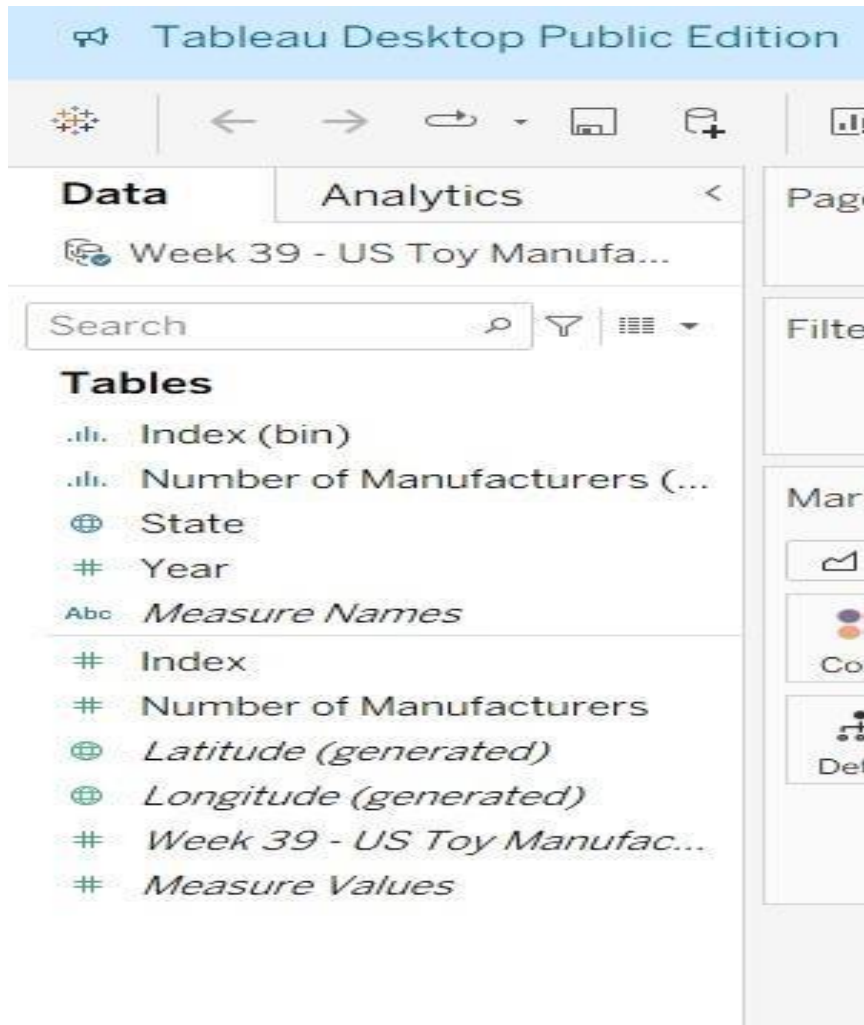 Tableau Desktop Public Edition
Data
Analytics
Week 39 - US Toy Manufa...
Search
Tables
Index (bin)
Number of Manufacturers (...
State
Year
Abc Measure Names
Index
Number of Manufacturers
Latitude (generated)
Longitude (generated)
Week 39 - US Toy Manufac...
Measure Values
Page
Filte
Mar
Co
Det